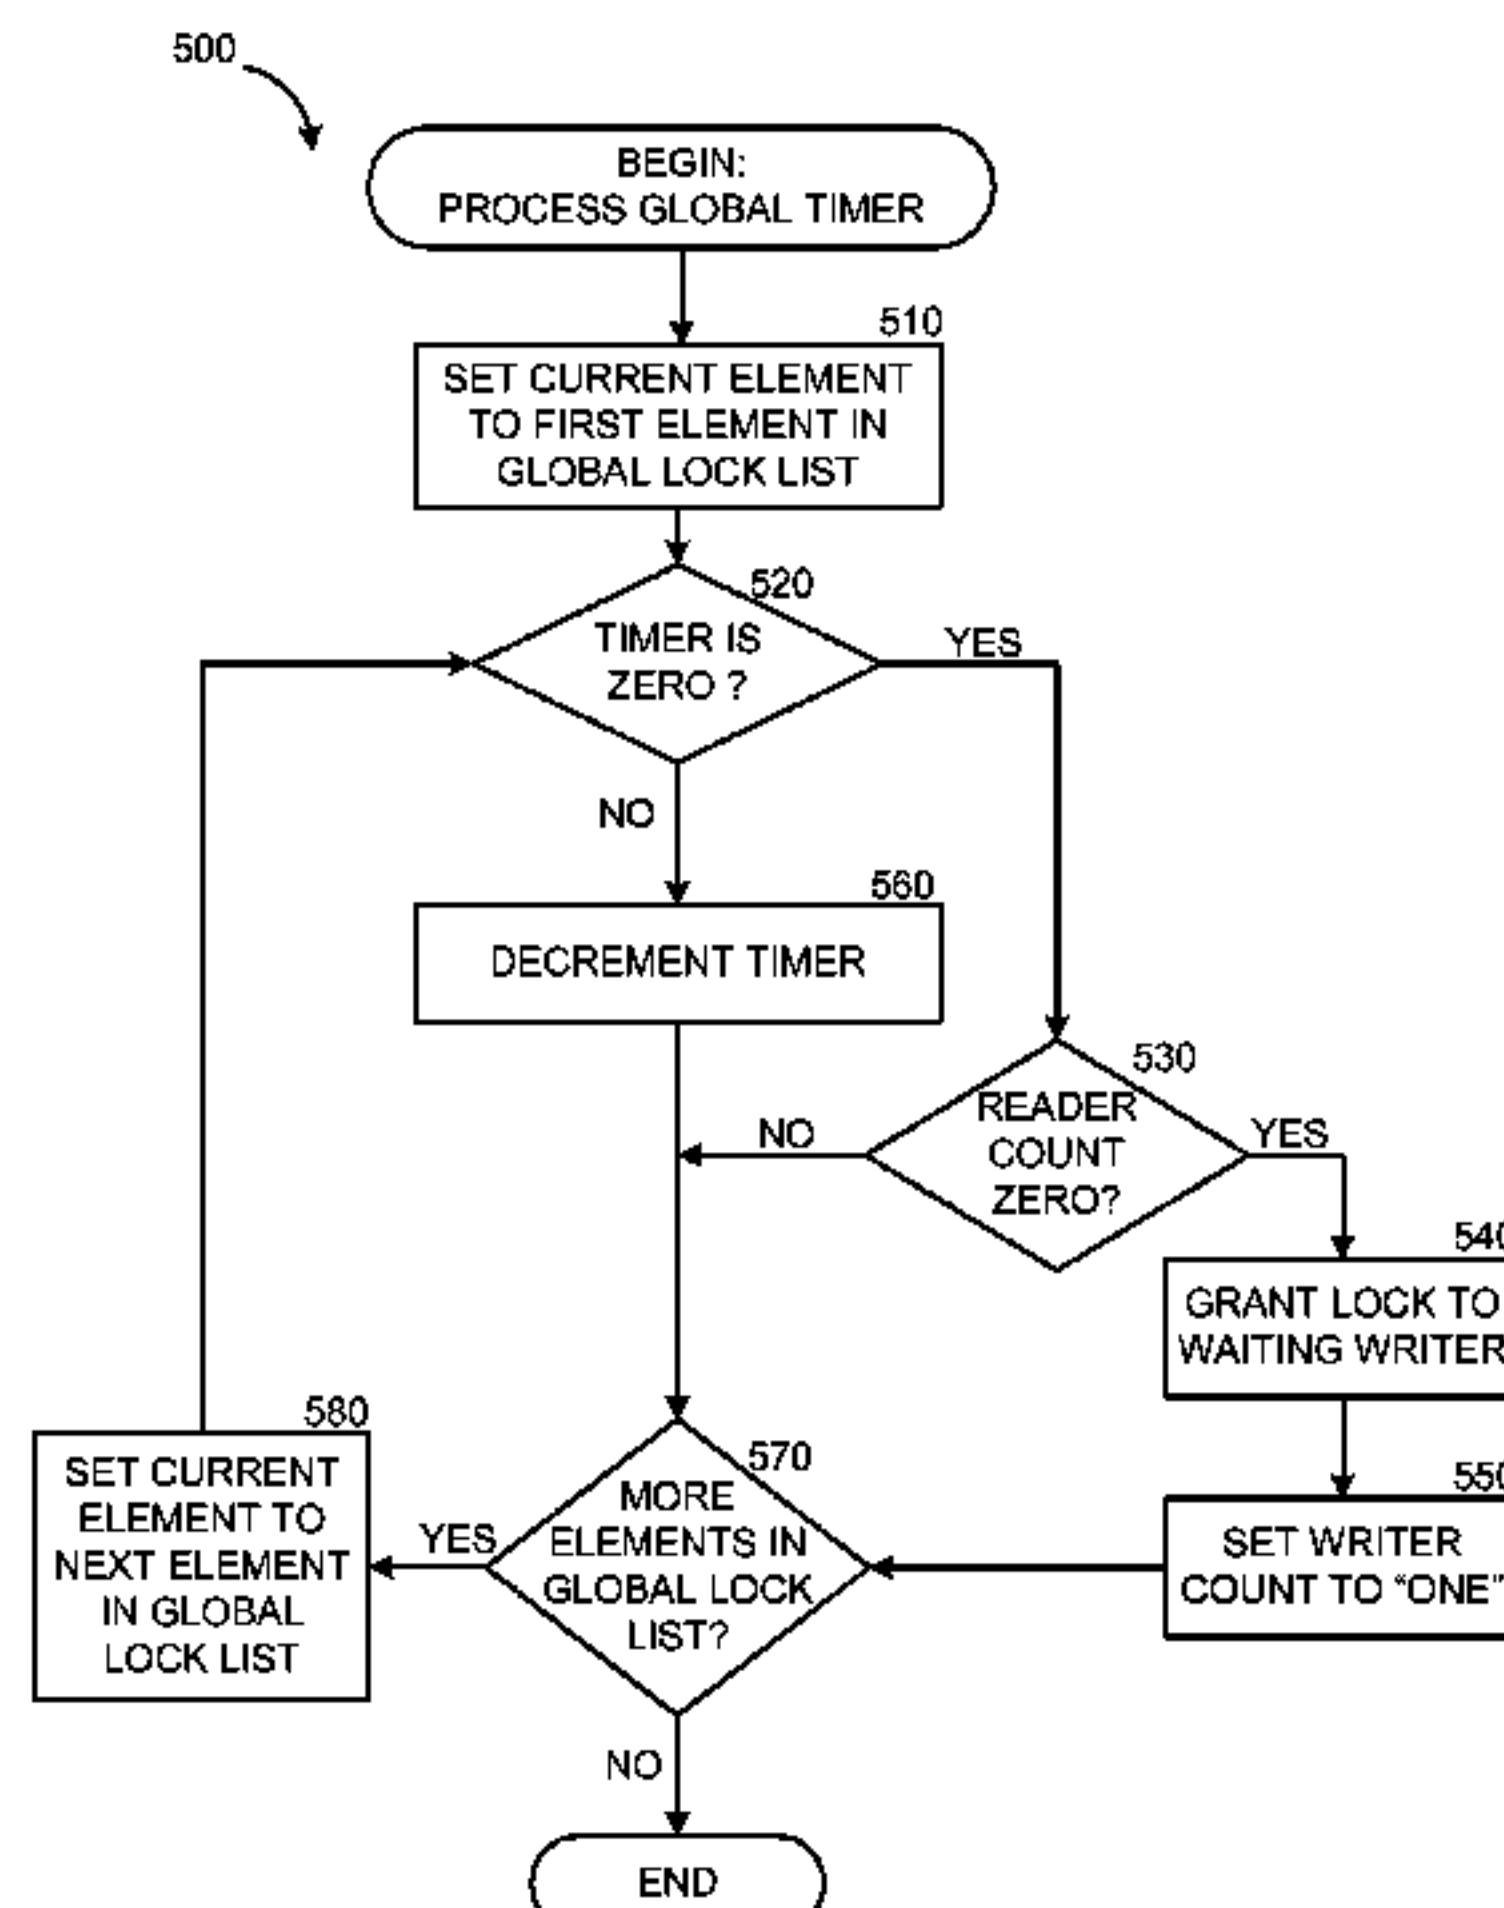 500
BEGIN:
PROCESS GLOBAL TIMER
510
SET CURRENT ELEMENT
TO FIRST ELEMENT IN
GLOBAL LOCK LIST
520
TIMER IS
ZERO ?
YES
NO
560
DECREMENT TIMER
530
READER
COUNT
ZERO?
NO
YES
540
GRANT LOCK TO
WAITING WRITER
550
SET WRITER
COUNT TO “ONE”
570
MORE
ELEMENTS IN
GLOBAL LOCK
LIST?
YES
580
SET CURRENT
ELEMENT TO
NEXT ELEMENT
IN GLOBAL
LOCK LIST
NO
END